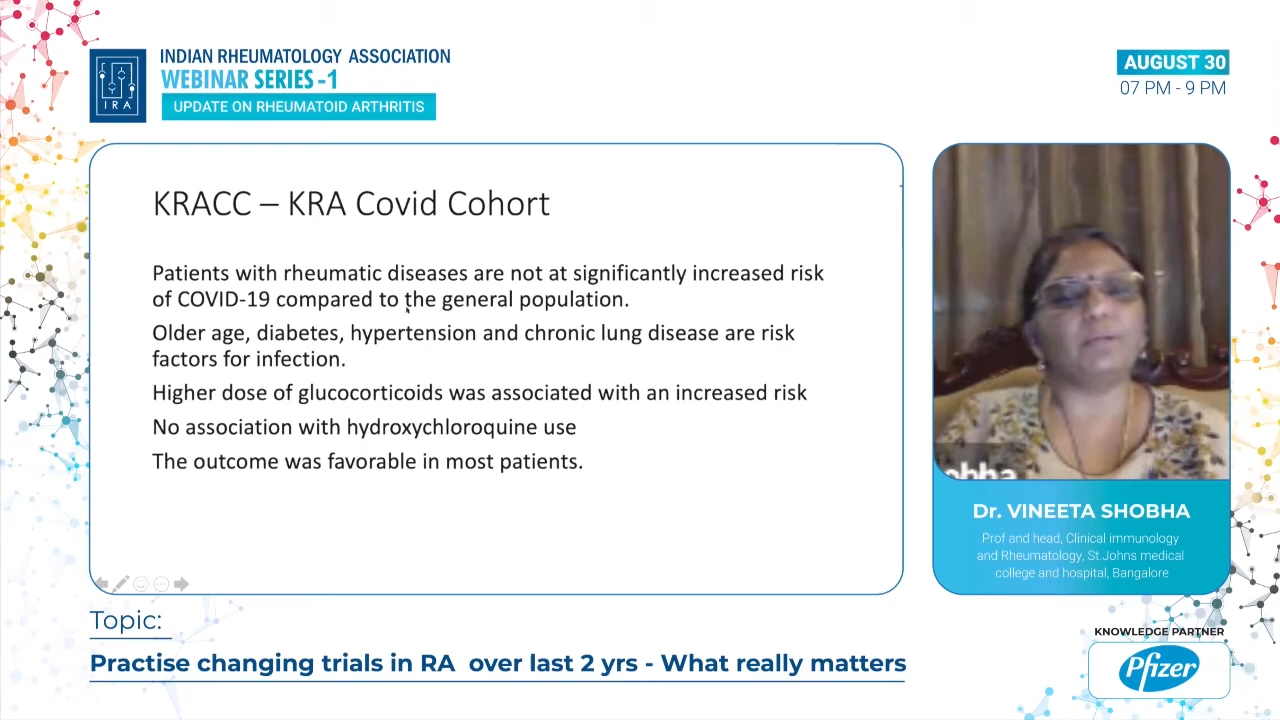 INDIAN RHEUMATOLOGY ASSOCIATION
WEBINAR SERIES -1
UPDATE ON RHEUMATOID ARTHRITIS
IRA
AUGUST 30
07 PM - 9 PM
KRACC – KRA Covid Cohort
Patients with rheumatic diseases are not at significantly increased risk
of COVID-19 compared to the general population.
Older age, diabetes, hypertension and chronic lung disease are risk
factors for infection.
Higher dose of glucocorticoids was associated with an increased risk
No association with hydroxychloroquine use
The outcome was favorable in most patients.
Dr. VINEETA SHOBHA
Prof and head, Clinical immunology
and Rheumatology, St.Johns medical
college and hospital, Bangalore
Topic:
Practise changing trials in RA over last 2 yrs - What really matters
KNOWLEDGE PARTNER
Pfizer